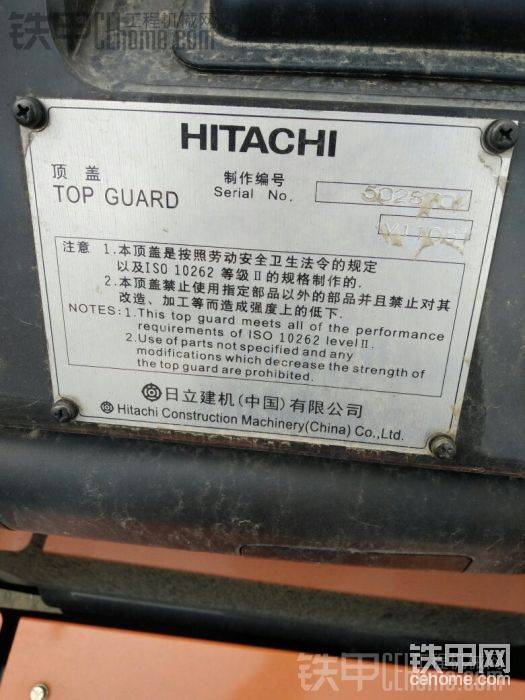 铁甲工程机械网
cehome.com
HITACHI
顶 盖
TOP GUARD
制作编号
Serial No.
注意 1.本顶盖是按照劳动安全卫生法令的规定
以及ISO 10262 等级Ⅱ的规格制作的.
2.本顶盖禁止使用指定部品以外的部品并且禁止对其
改造、加工等而造成强度上的低下.
NOTES:1.This top guard meets all of the performance
requirements of ISO 10262 levelⅡ.
2.Use of parts not specified and any
modifications which decrease the strength of
the top guard are prohibited.
日立建机(中国)有限公司
Hitachi Construction Machinery(China) Co.,Ltd.
铁甲网
cehome.com